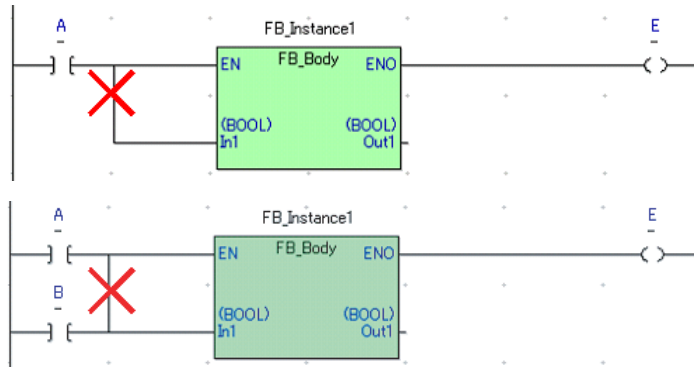 A
FB_Instance1
E
EN FB_Body ENO
(BOOL) (BOOL)
In1 Out1
A
FB_Instance1
E
EN FB_Body ENO
B
(BOOL) (BOOL)
In1 Out1